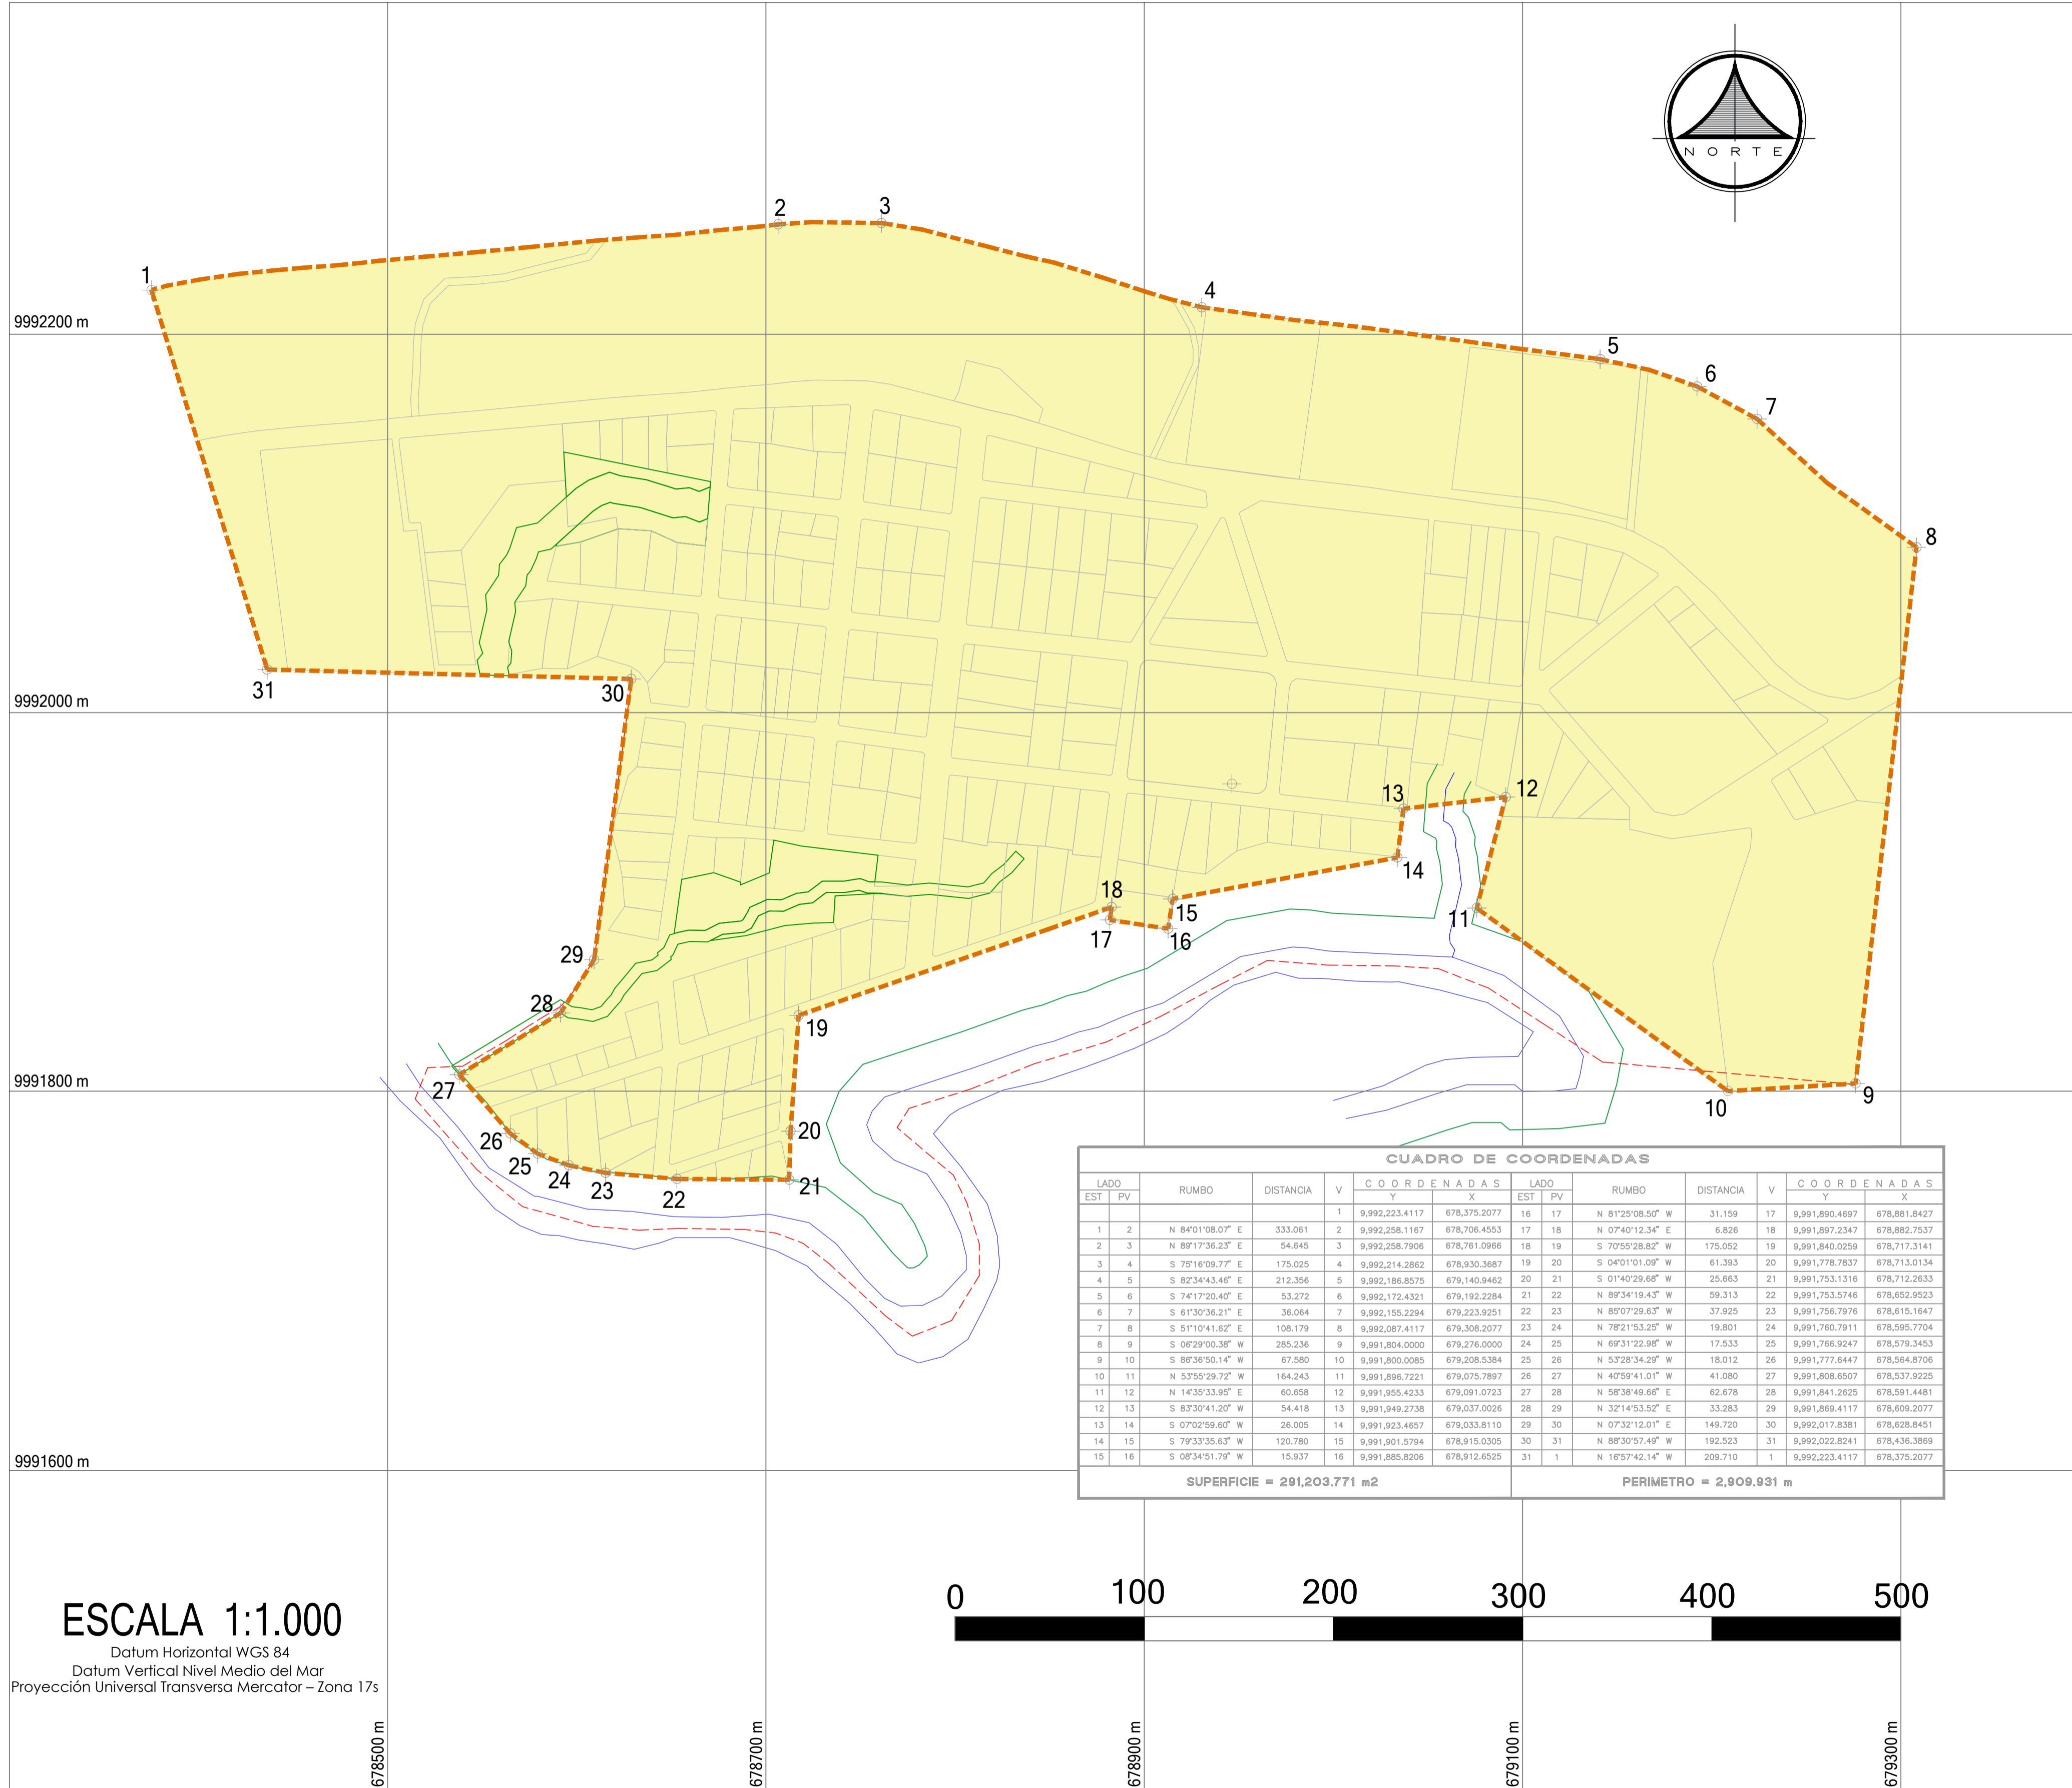 NORTE
1
2
3
4
5
6
7
8
9
10
11
12
13
14
15
16
17
18
19
20
21
22
23
24
25
26
27
28
29
30
31
9992200 m
9992000 m
9991800 m
9991600 m
CUADRO DE COORDENADAS
LADO RUMBO DISTANCIA V COORDENADAS LADO RUMBO DISTANCIA V COORDENADAS
EST PV Y X EST PV Y X
1 9,992,223.4117 678,375.2077 16 17 N 81°25'08.50" W 31.159 17 9,991,890.4697 678,881.8427
1 2 N 84°01'08.07" E 333.061 2 9,992,258.1167 678,706.4553 17 18 N 07°40'12.34" E 6.826 18 9,991,897.2347 678,882.7537
2 3 N 89°17'36.23" E 54.645 3 9,992,258.7906 678,761.0966 18 19 S 70°55'28.82" W 175.052 19 9,991,840.0259 678,717.3141
3 4 S 75°16'09.77" E 175.025 4 9,992,214.2862 678,930.3687 19 20 S 04°01'01.09" W 61.393 20 9,991,778.7837 678,713.0134
4 5 S 82°34'43.46" E 212.356 5 9,992,186.8575 679,140.9462 20 21 S 01°40'29.68" W 25.663 21 9,991,753.1316 678,712.2633
5 6 S 74°17'20.40" E 53.272 6 9,992,172.4321 679,192.2284 21 22 N 89°34'19.43" W 59.313 22 9,991,753.5746 678,652.9523
6 7 S 61°30'36.21" E 36.064 7 9,992,155.2294 679,223.9251 22 23 N 85°07'29.63" W 37.925 23 9,991,756.7976 678,615.1647
7 8 S 51°10'41.62" E 108.179 8 9,992,087.4117 679,308.2077 23 24 N 78°21'53.25" W 19.801 24 9,991,760.7911 678,595.7704
8 9 S 06°29'00.38" W 285.236 9 9,991,804.0000 679,276.0000 24 25 N 69°31'22.98" W 17.533 25 9,991,766.9247 678,579.3453
9 10 S 86°36'50.14" W 67.580 10 9,991,800.0085 679,208.5384 25 26 N 53°28'34.29" W 18.012 26 9,991,777.6447 678,564.8706
10 11 N 53°55'29.72" W 164.243 11 9,991,896.7221 679,075.7897 26 27 N 40°59'41.01" W 41.080 27 9,991,808.6507 678,537.9225
11 12 N 14°35'33.95" E 60.658 12 9,991,955.4233 679,091.0723 27 28 N 58°38'49.66" E 62.678 28 9,991,841.2625 678,591.4481
12 13 S 83°30'41.20" W 54.418 13 9,991,949.2738 679,037.0026 28 29 N 32°14'53.52" E 33.283 29 9,991,869.4117 678,609.2077
13 14 S 07°02'59.60" W 26.005 14 9,991,923.4657 679,033.8110 29 30 N 07°32'12.01" E 149.720 30 9,992,017.8381 678,628.8451
14 15 S 79°33'35.63" W 120.780 15 9,991,901.5794 678,915.0305 30 31 N 88°30'57.49" W 192.523 31 9,992,022.8241 678,436.3869
15 16 S 08°34'51.79" W 15.937 16 9,991,885.8206 678,912.6525 31 1 N 16°57'42.14" W 209.710 1 9,992,223.4117 678,375.2077
SUPERFICIE = 291,203.771 m2 PERIMETRO = 2,909.931 m
0 100 200 300 400 500
ESCALA 1:1.000
Datum Horizontal WGS 84
Datum Vertical Nivel Medio del Mar
Proyección Universal Transversa Mercator – Zona 17s
678500 m
678700 m
678900 m
679100 m
679300 m